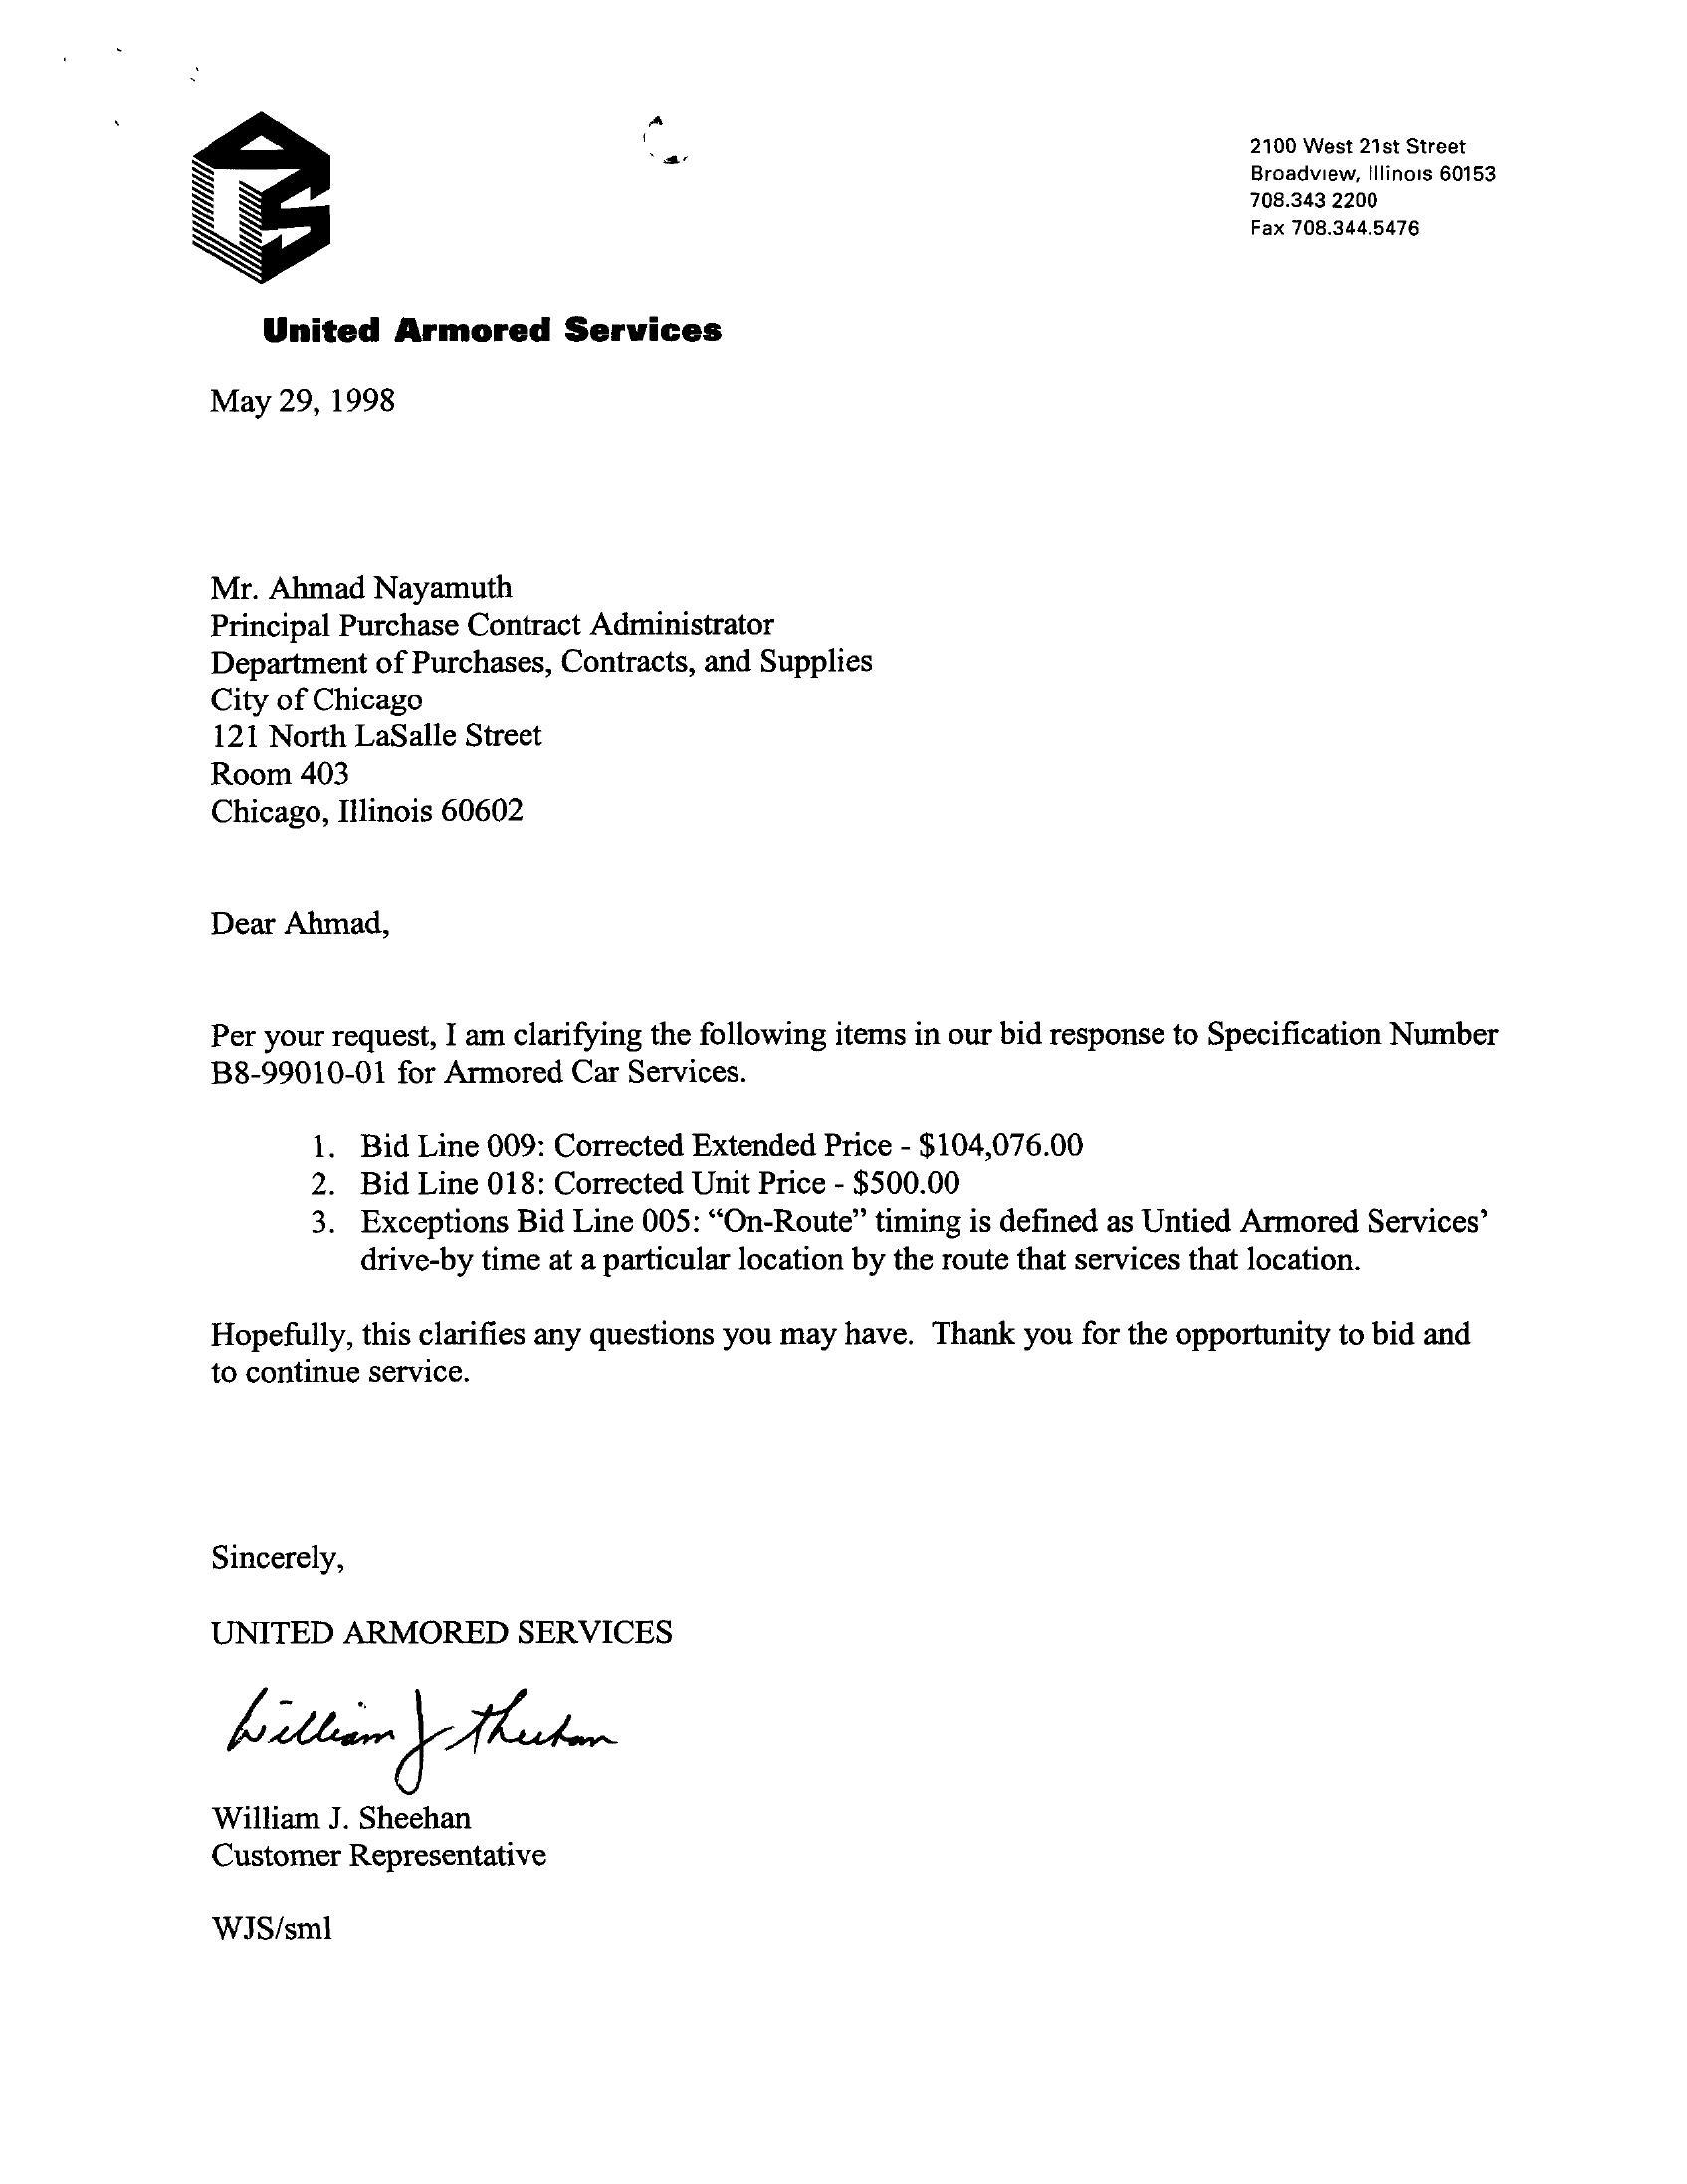 2100 West 21st Street
Broadview, Illinois 60153
708.343 2200
Fax 708.344.5476
United Armored Services
May 29, 1998
Mr. Ahmad Nayamuth
Principal Purchase Contract Administrator
Department of Purchases, Contracts, and Supplies
City of Chicago
121 North LaSalle Street
Room 403
Chicago, Illinois 60602
Dear Ahmad,
Per your request, I am clarifying the following items in our bid response to Specification Number
B8-99010-01 for Armored Car Services.
1. Bid Line 009: Corrected Extended Price - $104,076.00
2. Bid Line 018: Corrected Unit Price - $500.00
3. Exceptions Bid Line 005: “On-Route” timing is defined as Untied Armored Services’
drive-by time at a particular location by the route that services that location.
Hopefully, this clarifies any questions you may have. Thank you for the opportunity to bid and
to continue service.
Sincerely,
UNITED ARMORED SERVICES
William J Sheehan
William J. Sheehan
Customer Representative
WJS/sml